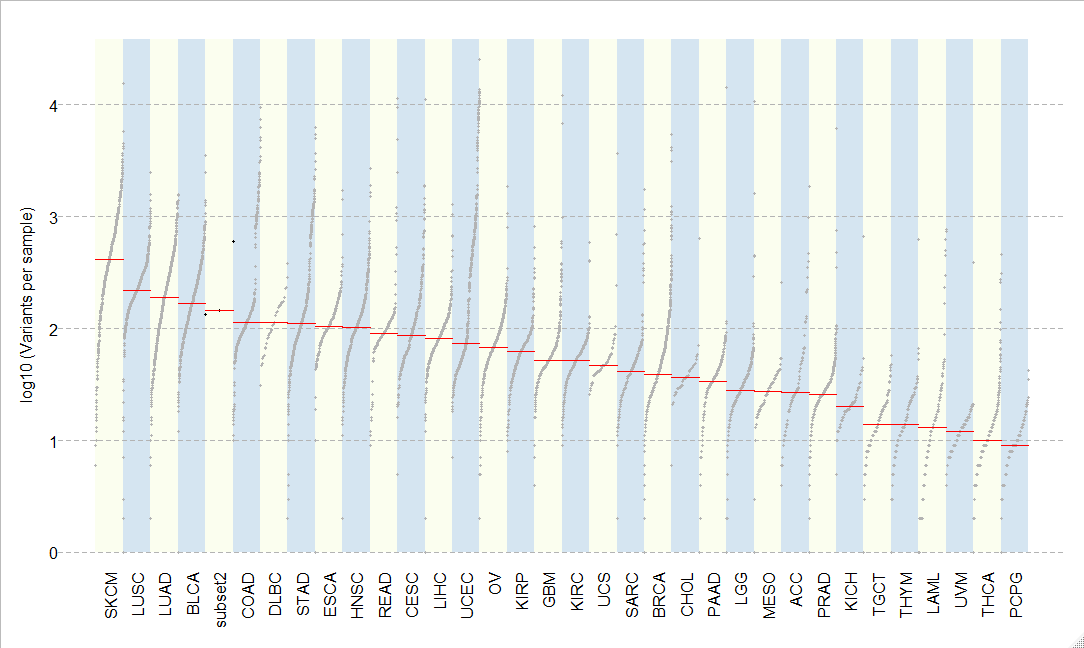 log10 (Variants per sample)
4
3
2
1
0
SKCM
LUSC
LUAD
BLCA
subset2
COAD
DLBC
STAD
ESCA
HNSC
READ
CESC
LIHC
UCEC
OV
KIRP
GBM
KIRC
UCS
SARC
BRCA
CHOL
PAAD
LGG
MESO
ACC
PRAD
KICH
TGCT
THYM
LAML
UVM
THCA
PCPG